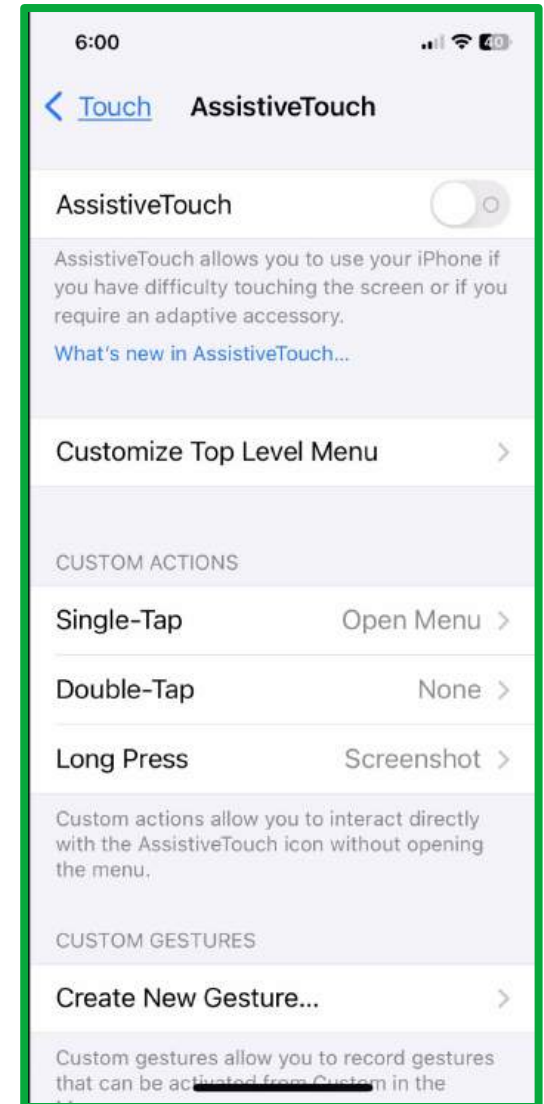 6:00 40
Touch AssistiveTouch
AssistiveTouch
AssistiveTouch allows you to use your iPhone if
you have difficulty touching the screen or if you
require an adaptive accessory.
What's new in AssistiveTouch...
Customize Top Level Menu
CUSTOM ACTIONS
Single-Tap Open Menu
Double-Tap None
Long Press Screenshot
Custom actions allow you to interact directly
with the AssistiveTouch icon without opening
the menu.
CUSTOM GESTURES
Create New Gesture...
Custom gestures allow you to record gestures
that can be activated from Custom in the